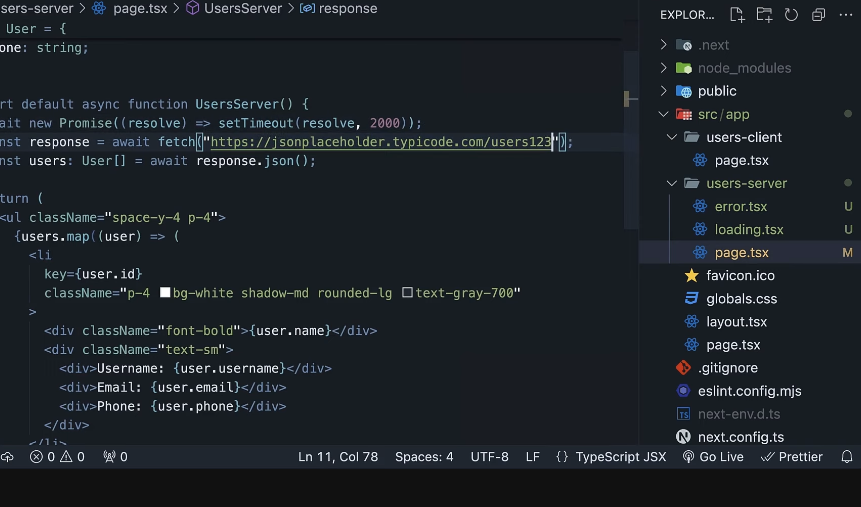 sers-server > page.tsx > UsersServer > response
User = {
one: string;
rt default async function UsersServer() {
ait new Promise((resolve) => setTimeout(resolve, 2000));
nst response = await fetch("https://jsonplaceholder.typicode.com/users123");
nst users: User[] = await response.json();
turn (
<ul className="space-y-4 p-4">
{users.map((user) => (
<li
key={user.id}
className="p-4 bg-white shadow-md rounded-lg text-gray-700"
>
<div className="font-bold">{user.name}</div>
<div className="text-sm">
<div>Username: {user.username}</div>
<div>Email: {user.email}</div>
<div>Phone: {user.phone}</div>
</div>
</li>
EXPLOR...
.next
node_modules
public
src/app
users-client
page.tsx
users-server
error.tsx U
loading.tsx U
page.tsx M
favicon.ico
globals.css
layout.tsx
page.tsx
.gitignore
eslint.config.mjs
TS next-env.d.ts
N next.config.ts
0 0 0 Ln 11, Col 78 Spaces: 4 UTF-8 LF {} TypeScript JSX Go Live Prettier